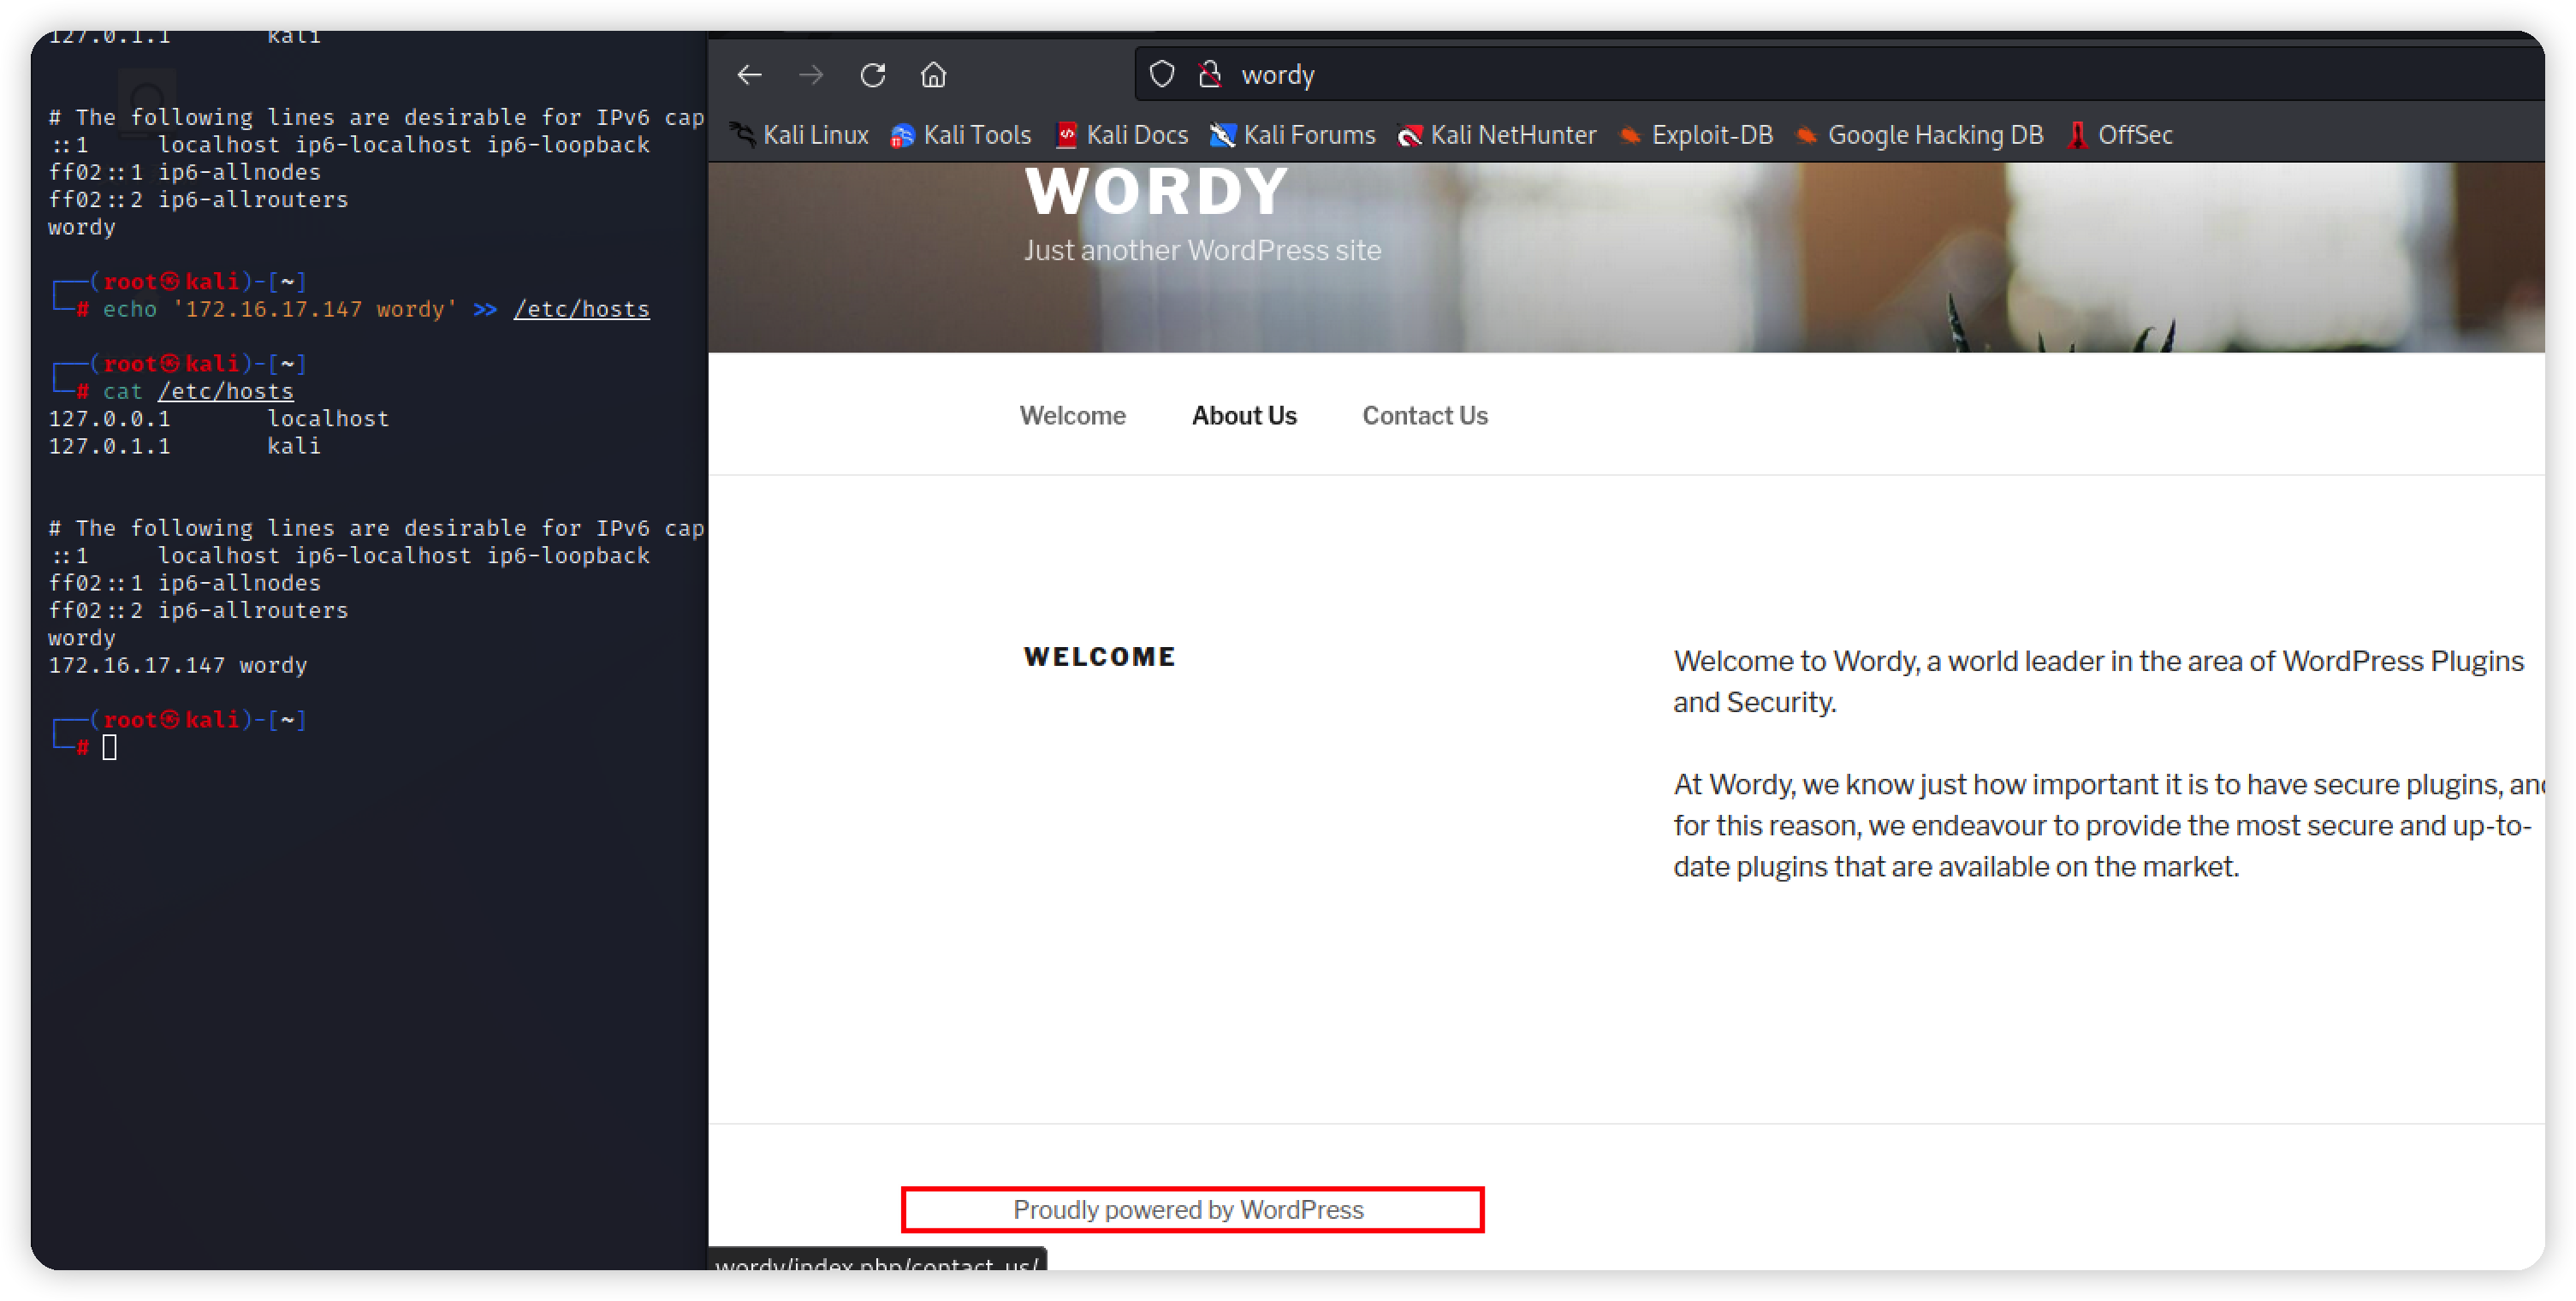 127.0.1.1 kali
# The following lines are desirable for IPv6 cap
::1 localhost ip6-localhost ip6-loopback
ff02::1 ip6-allnodes
ff02::2 ip6-allrouters
wordy
┌──(root㉿kali)-[~]
└─# echo '172.16.17.147 wordy' >> /etc/hosts
┌──(root㉿kali)-[~]
└─# cat /etc/hosts
127.0.0.1 localhost
127.0.1.1 kali
# The following lines are desirable for IPv6 cap
::1 localhost ip6-localhost ip6-loopback
ff02::1 ip6-allnodes
ff02::2 ip6-allrouters
wordy
172.16.17.147 wordy
┌──(root㉿kali)-[~]
└─#
wordy
Kali Linux Kali Tools Kali Docs Kali Forums Kali NetHunter Exploit-DB Google Hacking DB OffSec
WORDY
Just another WordPress site
Welcome About Us Contact Us
WELCOME
Welcome to Wordy, a world leader in the area of WordPress Plugins
and Security.
At Wordy, we know just how important it is to have secure plugins, and
for this reason, we endeavour to provide the most secure and up-to-
date plugins that are available on the market.
Proudly powered by WordPress
wordy/index.php/contact_us/